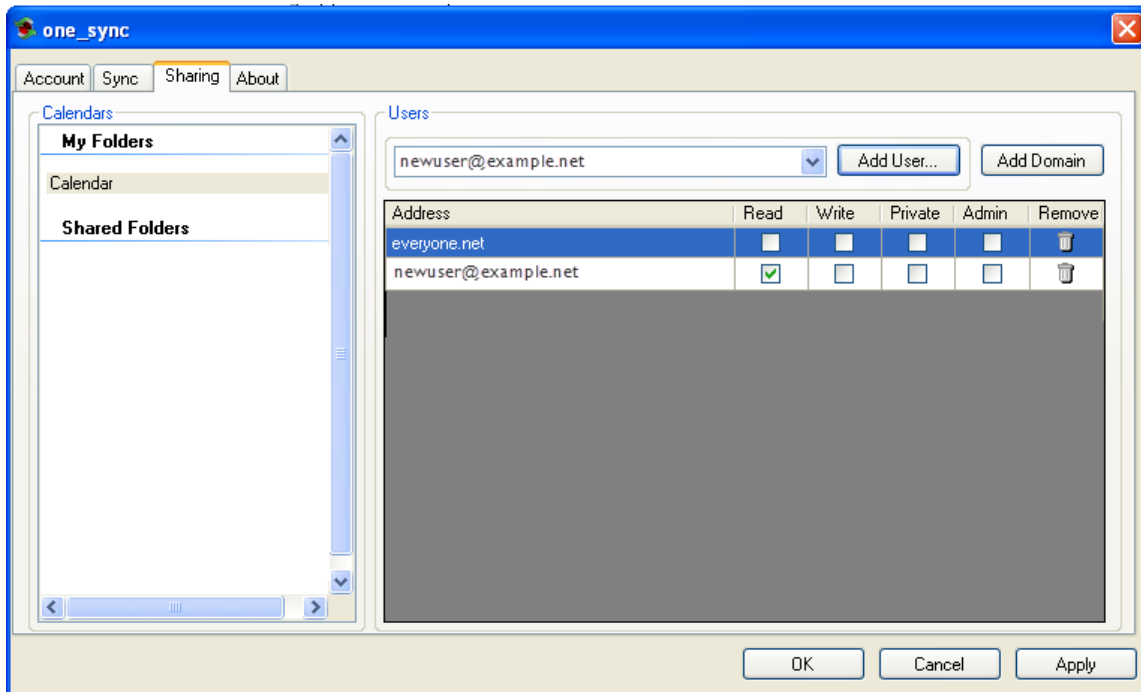 one_sync
Account Sync Sharing About
Calendars
My Folders
Calendar
Shared Folders
Users
newuser@example.net Add User... Add Domain
Address Read Write Private Admin Remove
everyone.net
newuser@example.net
OK Cancel Apply